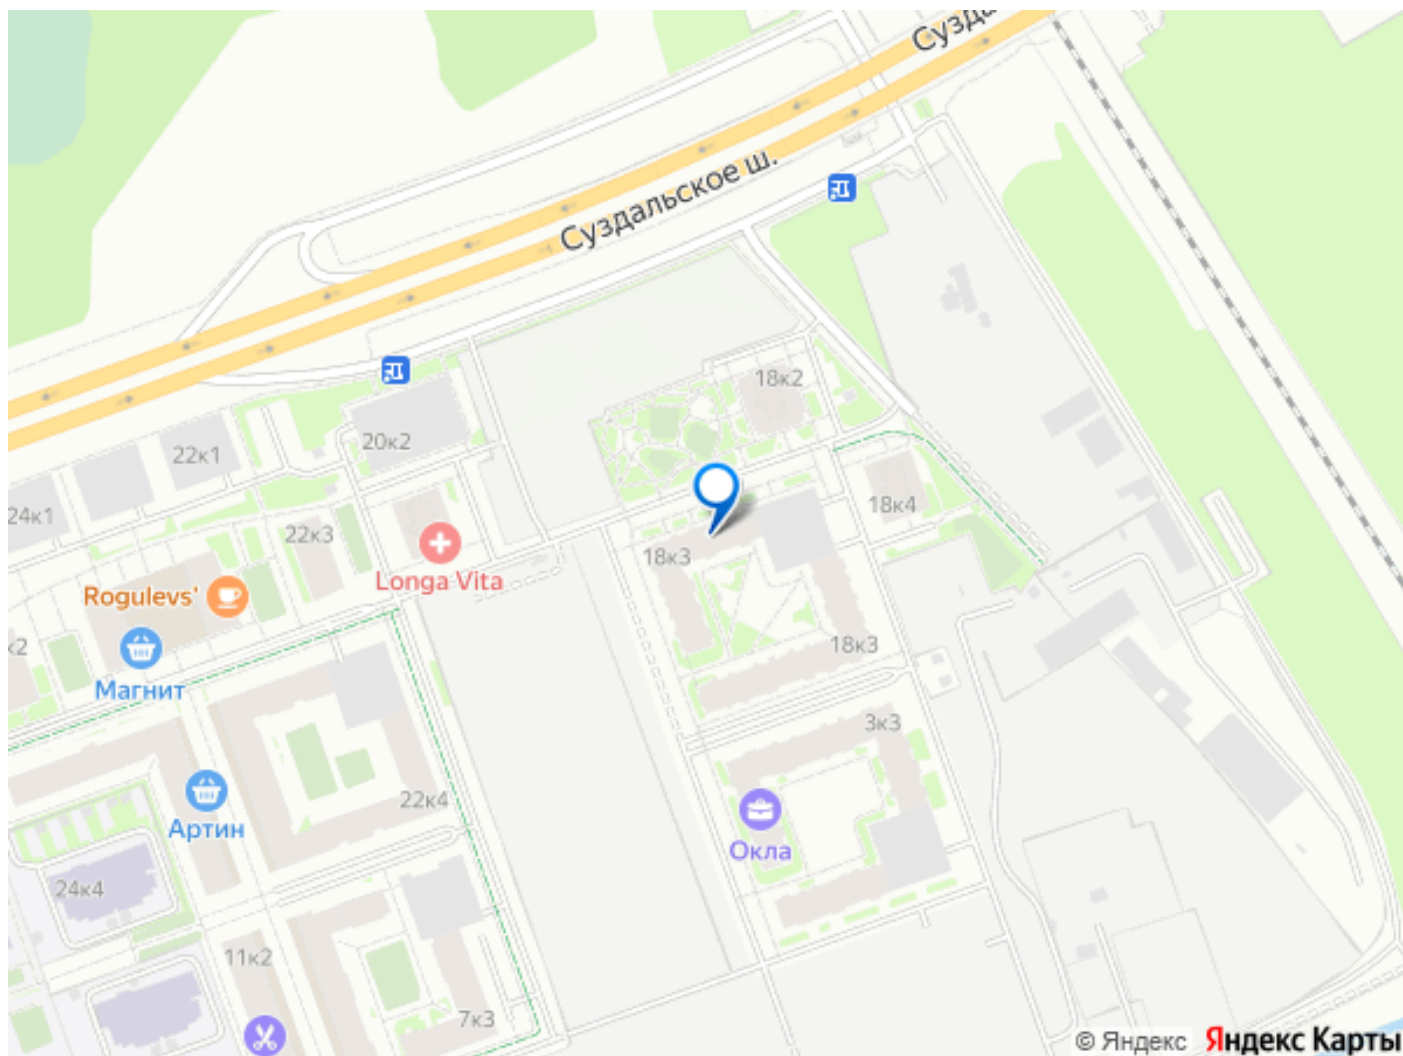 Сузда
Суздальское ш.
18к2
20к2
22к1
24к1
22к3
18к4
18к3
Longa Vita
Rogulevs'
к2
18к3
Магнит
3к3
22к4
Артин
Окла
24к4
11к2
7к3
© Яндекс Яндекс Карты